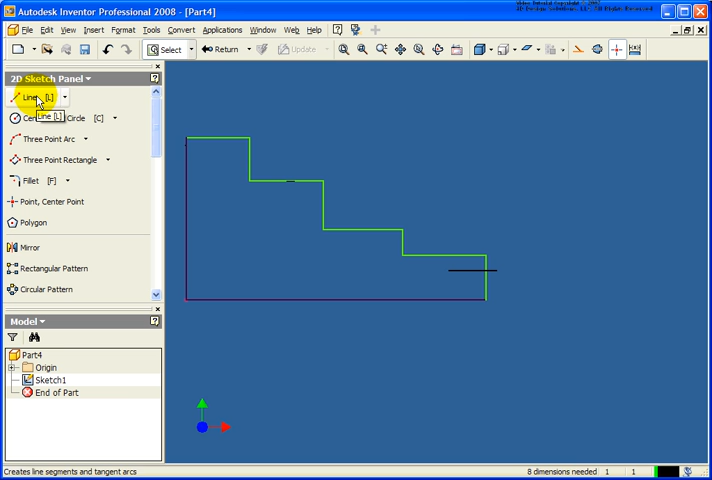 Autodesk Inventor Professional 2008 - [Part4]
File Edit View Insert Format Tools Convert Applications Window Web Help
Select Return Update
2D Sketch Panel
Line [L]
Circle [C]
Line [L]
Three Point Arc
Three Point Rectangle
Fillet [F]
Point, Center Point
Polygon
Mirror
Rectangular Pattern
Circular Pattern
Model
Part4
Origin
Sketch1
End of Part
Creates line segments and tangent arcs 8 dimensions needed 1 1